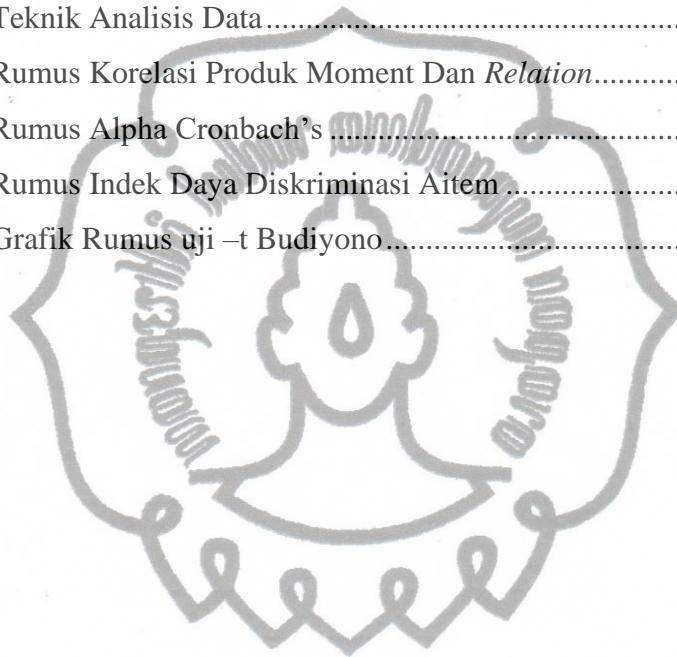 Teknik Analisis Data................................................
Rumus Korelasi Produk Moment Dan Relation............
Rumus Alpha Cronbach's..........................................
Rumus Indek Daya Diskriminasi Aitem......................
Grafik Rumus uji –t Budiyono....................................